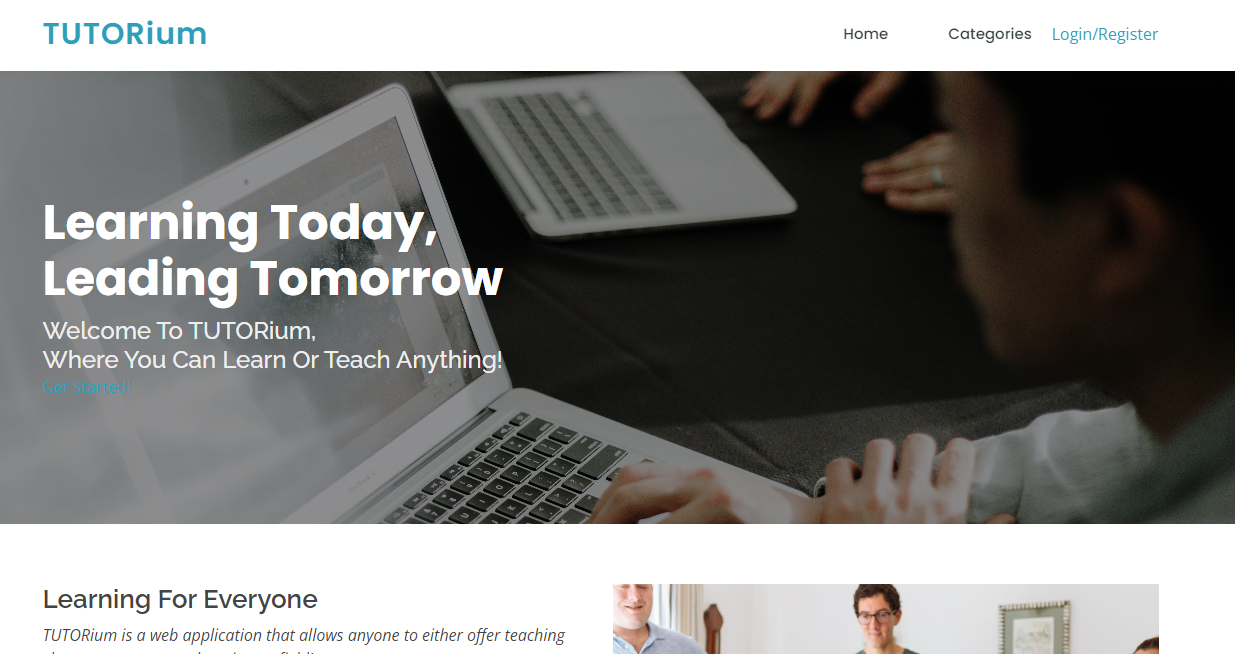 TUTORium
Home
Categories
Login/Register
Learning Today,
Leading Tomorrow
Welcome To TUTORium,
Where You Can Learn Or Teach Anything!
Get Started!
Learning For Everyone
TUTORium is a web application that allows anyone to either offer teaching